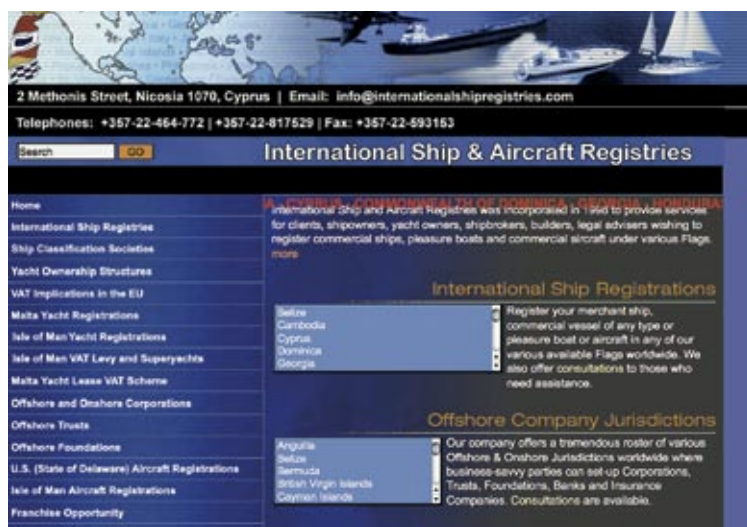 2 Methonis Street, Nicosia 1070, Cyprus | Email: info@internationalshipregistries.com
Telephones: +357-22-464-772 | +357-22-817529 | Fax: +357-22-593153
Search GO
International Ship & Aircraft Registries
Home
International Ship Registries
Ship Classification Societies
Yacht Ownership Structures
VAT Implications in the EU
Malta Yacht Registrations
Isle of Man Yacht Registrations
Isle of Man VAT Levy and Superyachts
Malta Yacht Lease VAT Scheme
Offshore and Onshore Corporations
Offshore Trusts
Offshore Foundations
U.S. (State of Delaware) Aircraft Registrations
Isle of Man Aircraft Registrations
Franchise Opportunity
CYPRUS COMMONWEALTH OF DOMINICA GEORGIA HONDURA
International Ship and Aircraft Registries was incorporated in to provide services
for clients, shipowners, yacht owners, shipbrokers, builders, legal advisers wishing to
register commercial ships, pleasure boats and commercial aircraft under various Flags.
more
International Ship Registrations
Belize
Cambodia
Cyprus
Dominica
Georgia
Register your merchant ship,
commercial vessel of any type or
pleasure boat or aircraft in any of our
various available Flags worldwide. We
also offer consultations to those who
need assistance.
Offshore Company Jurisdictions
Anguilla
Belize
Bermuda
British Virgin Islands
Cayman Islands
Our company offers a tremendous roster of various
Offshore & Onshore Jurisdictions worldwide where
business-savvy parties can set-up Corporations,
Trusts, Foundations, Banks and Insurance
Companies. Consultations are available.